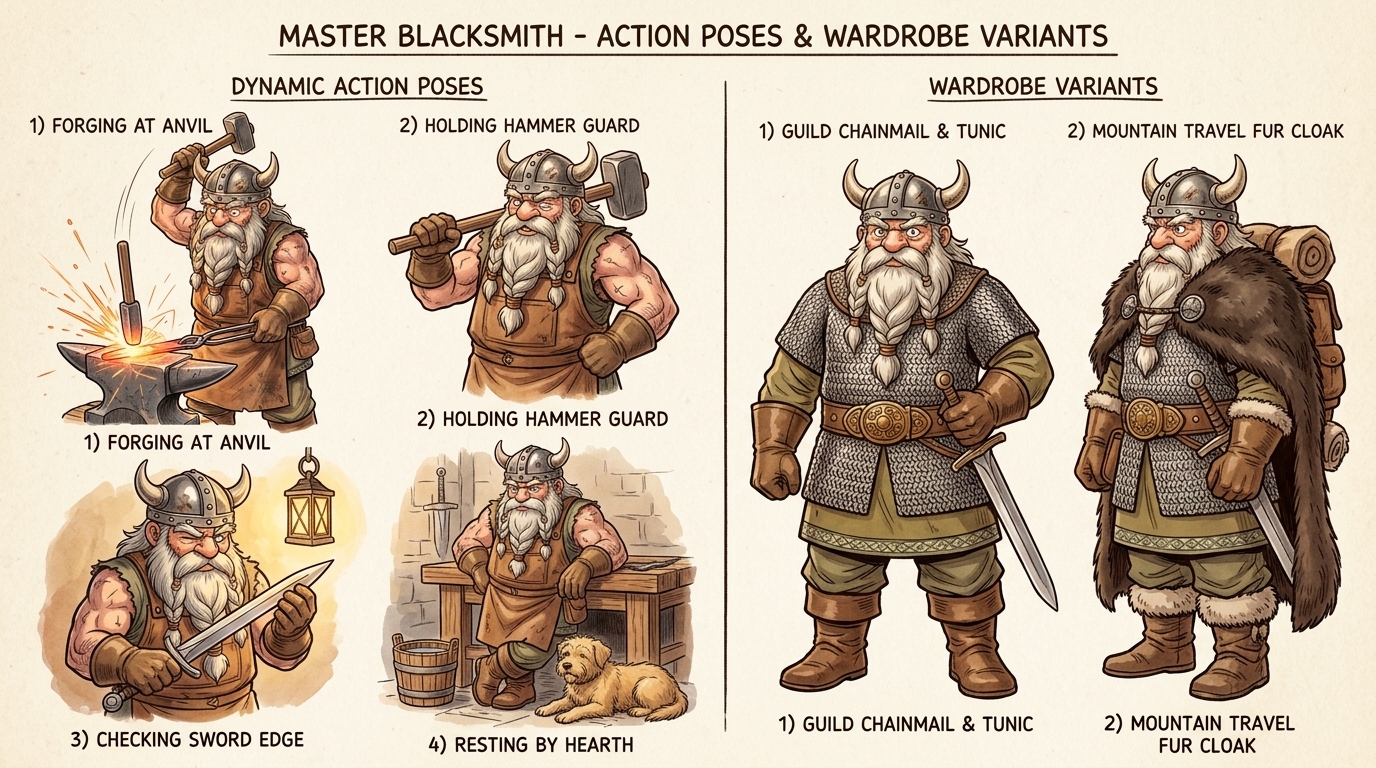 MASTER BLACKSMITH - ACTION POSES & WARDROBE VARIANTS
DYNAMIC ACTION POSES
1) FORGING AT ANVIL
2) HOLDING HAMMER GUARD
1) FORGING AT ANVIL
2) HOLDING HAMMER GUARD
3) CHECKING SWORD EDGE
4) RESTING BY HEARTH
WARDROBE VARIANTS
1) GUILD CHAINMAIL & TUNIC
2) MOUNTAIN TRAVEL FUR CLOAK
1) GUILD CHAINMAIL & TUNIC
2) MOUNTAIN TRAVEL
FUR CLOAK